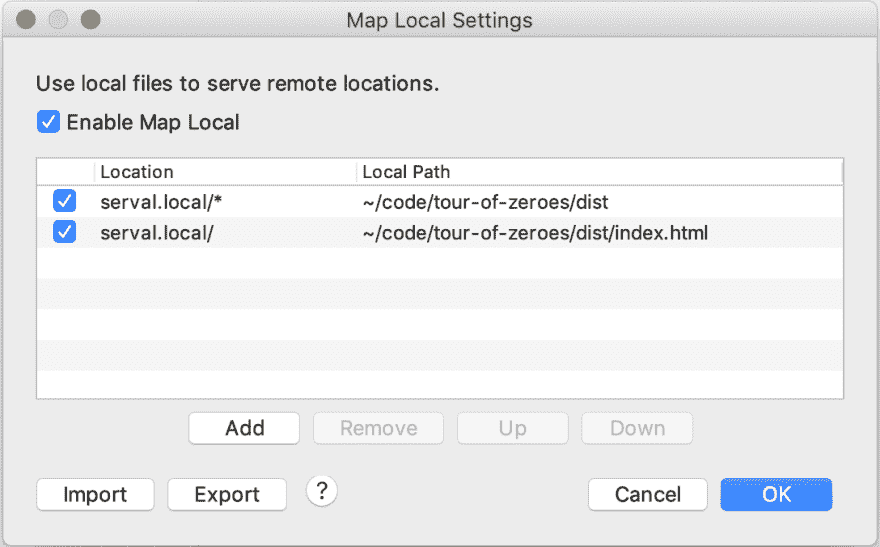 Map Local Settings
Use local files to serve remote locations.
Enable Map Local
Location Local Path
serval.local/* ~/code/tour-of-zeroes/dist
serval.local/ ~/code/tour-of-zeroes/dist/index.html
Add Remove Up Down
Import Export ? Cancel OK